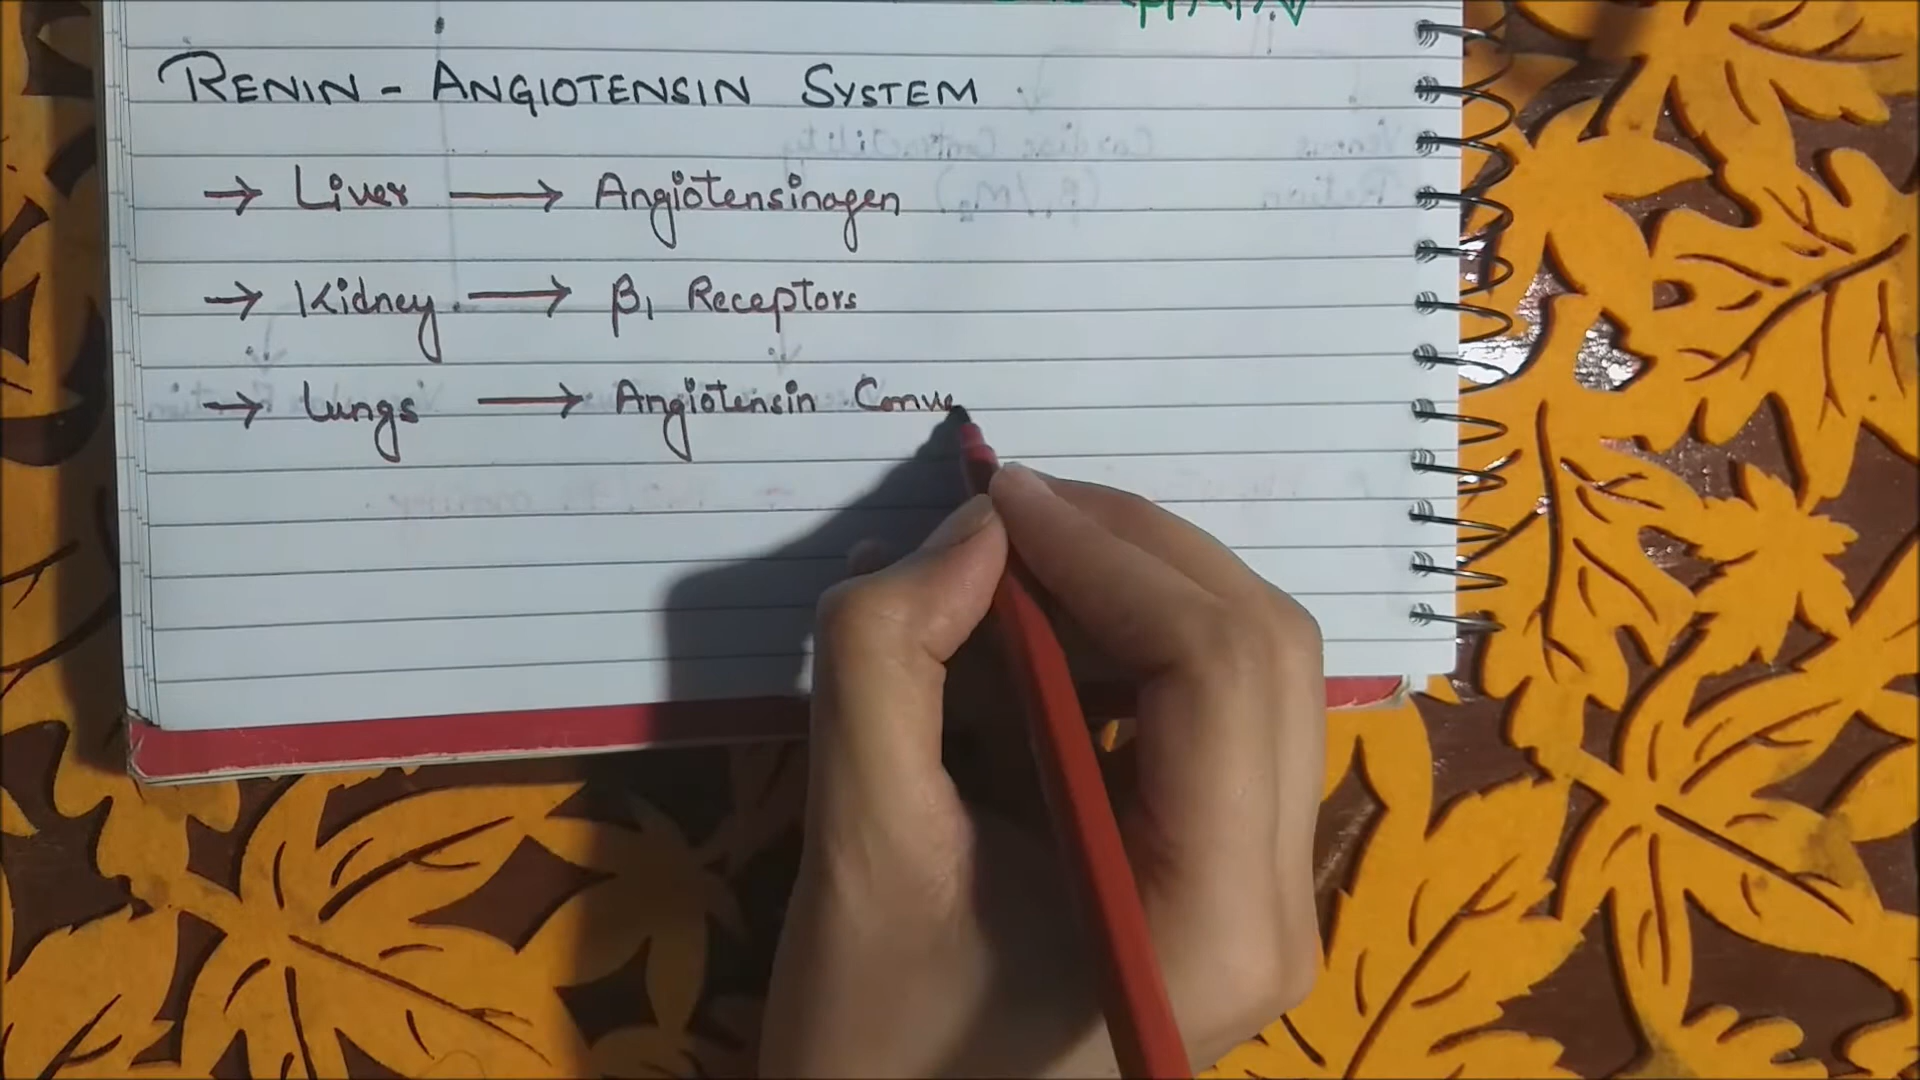 RENIN - ANGIOTENSIN SYSTEM
→ Liver → Angiotensinogen
→ Kidney → β1 Receptors
→ Lungs → Angiotensin Conve